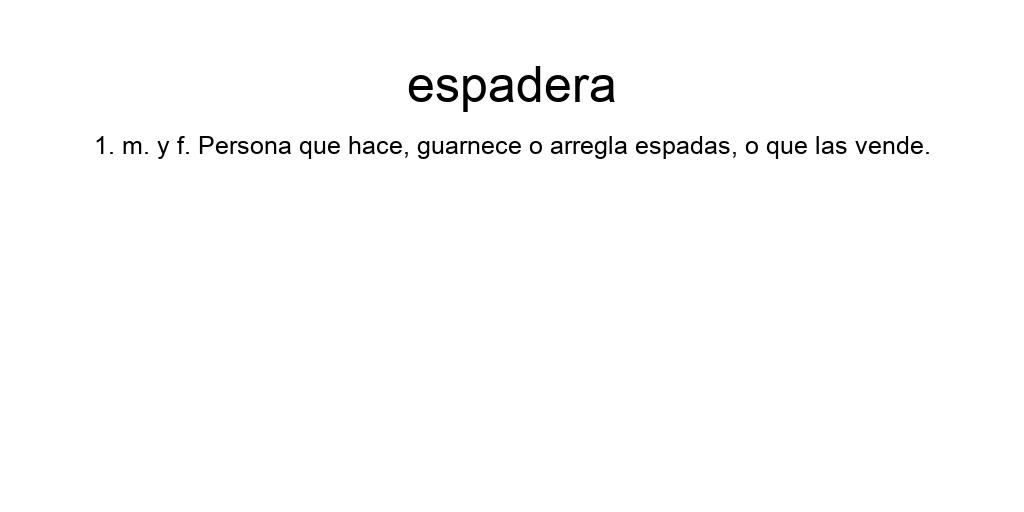 espadera
1. m. y f. Persona que hace, guarnece o arregla espadas, o que las vende.